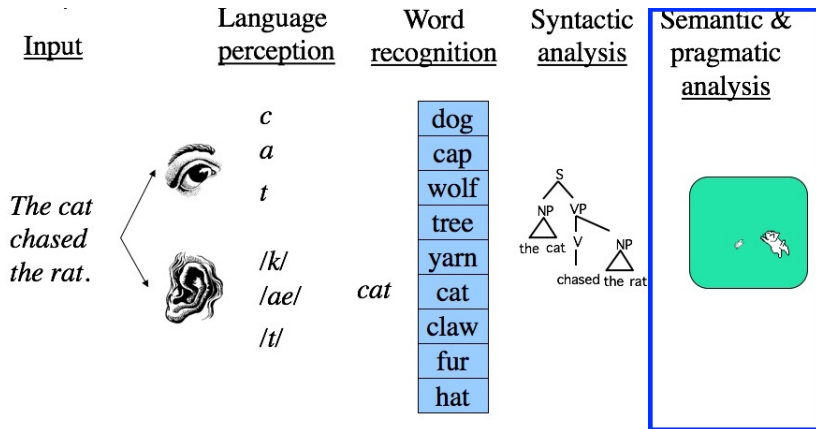 Input
Language
perception
Word
recognition
Syntactic
analysis
Semantic &
pragmatic
analysis
The cat
chased
the rat.
c
a
t
/k/
/ae/
/t/
cat
dog
cap
wolf
tree
yarn
cat
claw
fur
hat
S
NP VP
the cat V NP
chased the rat